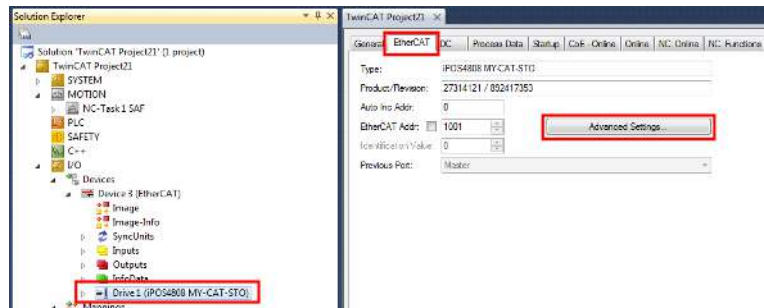 Solution Explorer
Solution 'TwinCAT Project21' (1 project)
TwinCAT Project21
SYSTEM
MOTION
NC-Task 1 SAF
PLC
SAFETY
C++
I/O
Devices
Device 3 (EtherCAT)
Image
Image-Info
SyncUnits
Inputs
Outputs
InfoData
Drive 1 (iPOS4808 MY-CAT-STO)
Mappings
TwinCAT Project21
General EtherCAT DC Process Data Startup CoE - Online Online NC: Online NC: Functions
Type: iPOS4808 MY-CAT-STO
Product/Revision: 27314121 / 892417353
Auto Inc Addr: 0
EtherCAT Addr: 1001 Advanced Settings...
Identification Value: 0
Previous Port: Master